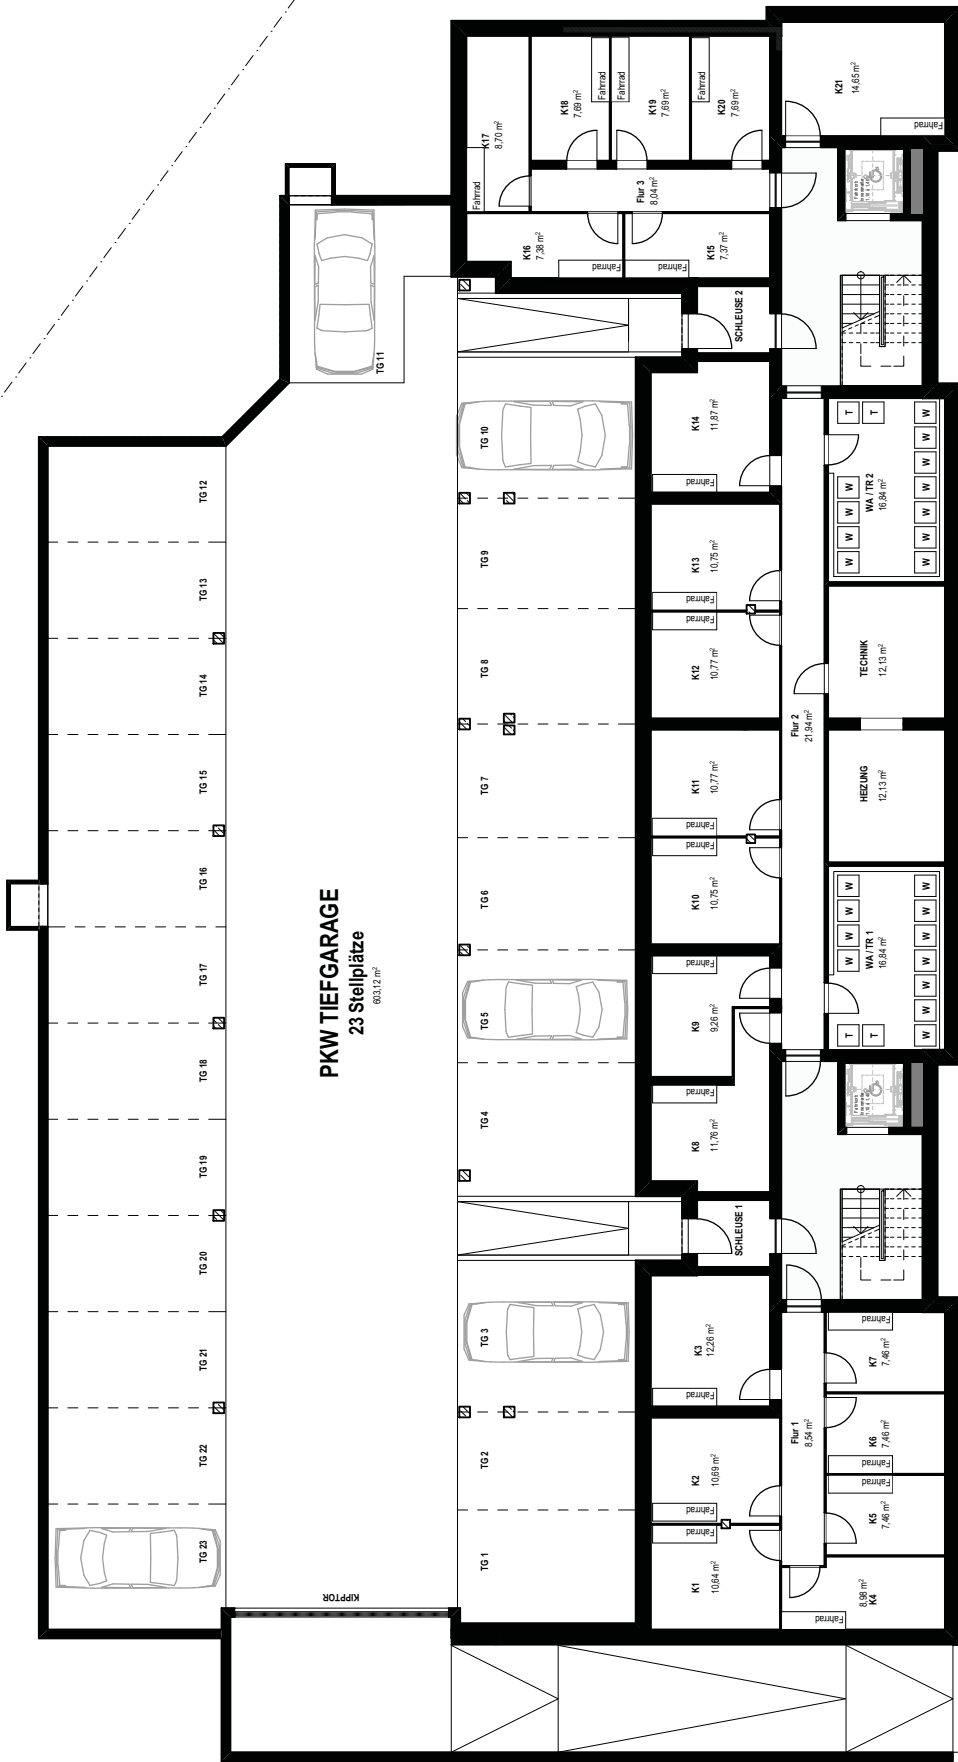 PKW TIEFGARAGE
23 Stellplätze
603,12 m²
KIPPTOR
TG 1
TG 2
TG 3
TG 4
TG 5
TG 6
TG 7
TG 8
TG 9
TG 10
TG 11
TG 12
TG 13
TG 14
TG 15
TG 16
TG 17
TG 18
TG 19
TG 20
TG 21
TG 22
TG 23
K1
10,64 m²
Fahrrad
K2
10,69 m²
Fahrrad
K3
12,26 m²
Fahrrad
8,98 m²
K4
Fahrrad
K5
7,46 m²
Fahrrad
K6
7,46 m²
Fahrrad
K7
7,46 m²
Fahrrad
Flur 1
8,54 m²
SCHLEUSE 1
K8
11,76 m²
Fahrrad
K9
9,26 m²
Fahrrad
K10
10,75 m²
Fahrrad
K11
10,77 m²
Fahrrad
K12
10,77 m²
Fahrrad
K13
10,75 m²
Fahrrad
K14
11,87 m²
Fahrrad
Flur 2
21,94 m²
WA / TR 1
16,84 m²
T
T
W
W
W
W
W
W
W
W
W
W
W
HEIZUNG
12,13 m²
TECHNIK
12,13 m²
WA / TR 2
16,84 m²
W
W
W
W
T
T
W
W
W
W
W
W
W
SCHLEUSE 2
K15
7,37 m²
Fahrrad
K16
7,38 m²
Fahrrad
K17
8,70 m²
Fahrrad
K18
7,69 m²
Fahrrad
K19
7,69 m²
Fahrrad
K20
7,69 m²
Fahrrad
Flur 3
8,04 m²
K21
14,65 m²
Fahrrad